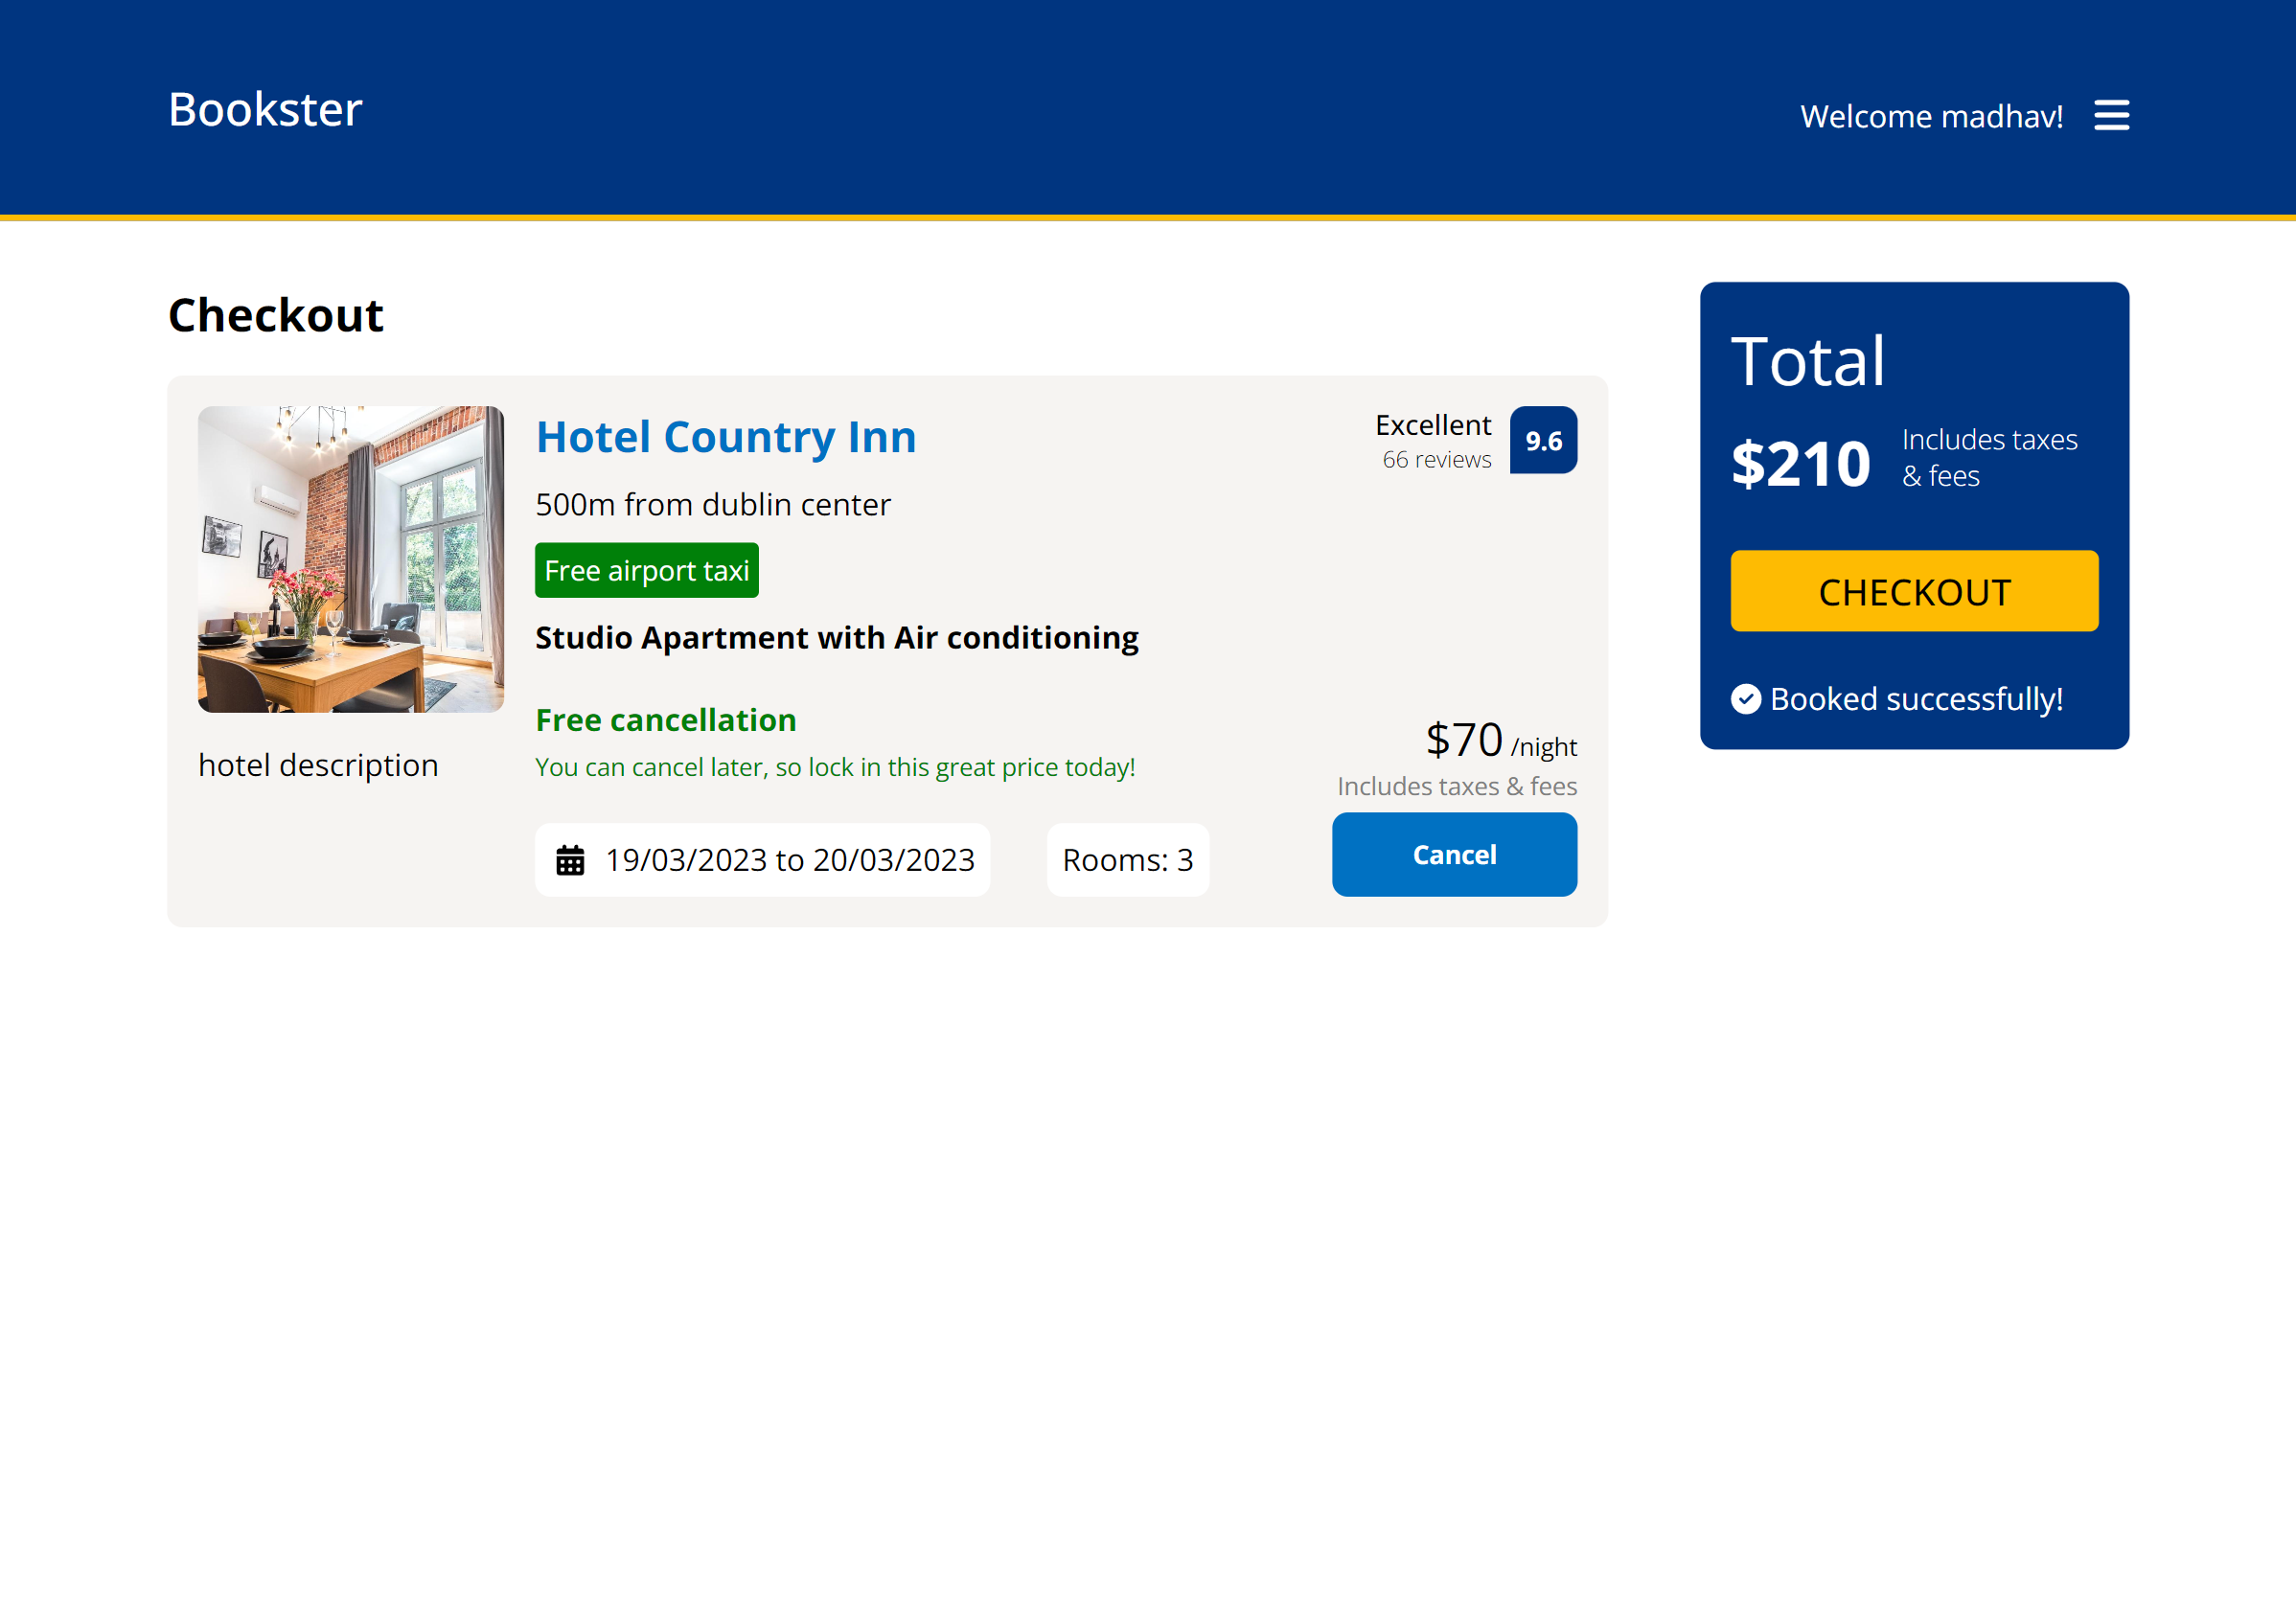 Bookster
Welcome madhav!
Checkout
Hotel Country Inn
500m from dublin center
Free airport taxi
Studio Apartment with Air conditioning
Free cancellation
You can cancel later, so lock in this great price today!
hotel description
19/03/2023 to 20/03/2023
Rooms: 3
Excellent
66 reviews
9.6
$70 /night
Includes taxes & fees
Cancel
Total
$210
Includes taxes
& fees
CHECKOUT
Booked successfully!